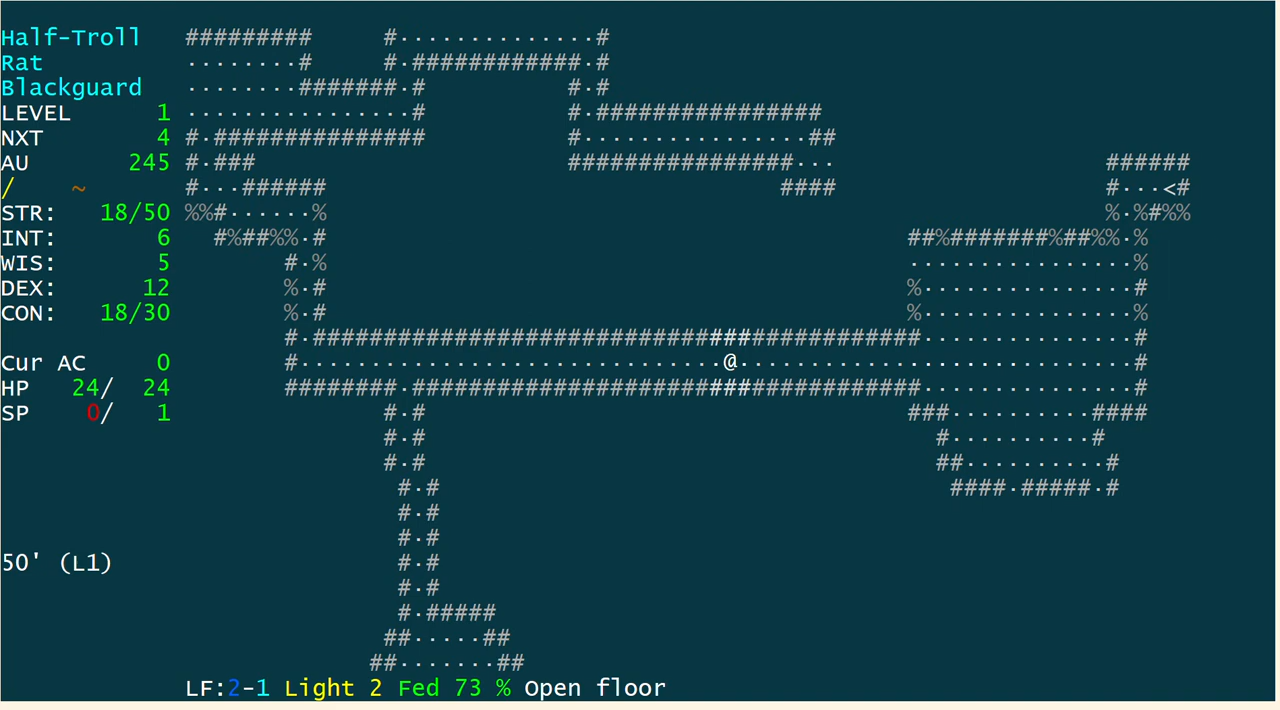 Half-Troll   #########     #··············#
Rat          ········#     #·############·#
Blackguard   ········#######·#          #·#
LEVEL      1 ················#          #·################
NXT        4 #·###############          #················##
AU       245 #·###                      ################···                   ######
/    ~       #···######                                ####                   #···<#
STR:   18/50 %%#······%                                                       %·%#%%
INT:       6   #%##%%·#                                         ##%#######%##%%·%
WIS:       5        #·%                                         ················%
DEX:      12        %·#                                         %···············#
CON:   18/30        %·#                                         %···············%
                    #·###########################################···············#
Cur AC     0        #······························@····························#
HP   24/  24        ########·####################################···············#
SP    0/   1               #·#                                  ###··········####
                           #·#                                    #··········#
                           #·#                                    ##··········#
                            #·#                                    ####·#####·#
                            #·#
                            #·#
50' (L1)                    #·#
                            #·#
                            #·#####
                           ##·····##
                          ##·······##
LF:2-1 Light 2 Fed 73 % Open floor